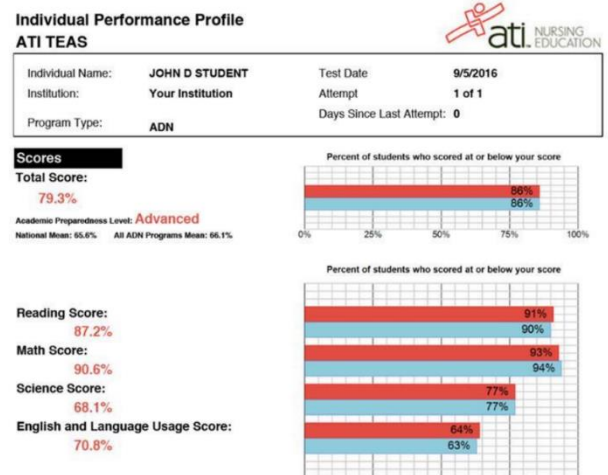 Individual Performance Profile
ATI TEAS
ati NURSING EDUCATION
Individual Name: JOHN D STUDENT
Institution: Your Institution
Program Type: ADN
Test Date 9/5/2016
Attempt 1 of 1
Days Since Last Attempt: 0
Scores
Total Score:
79.3%
Academic Preparedness Level: Advanced
National Mean: 65.6% All ADN Programs Mean: 66.1%
Percent of students who scored at or below your score
86%
86%
0% 25% 50% 75% 100%
Percent of students who scored at or below your score
Reading Score:
87.2%
91%
90%
Math Score:
90.6%
93%
94%
Science Score:
68.1%
77%
77%
English and Language Usage Score:
70.8%
64%
63%